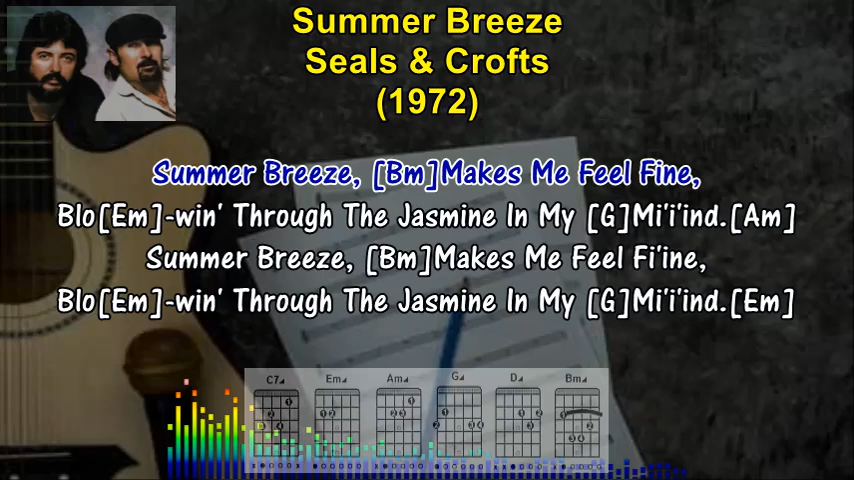 Summer Breeze
Seals & Crofts
(1972)
Summer Breeze, [Bm]Makes Me Feel Fine,
Blo[Em]-win' Through The Jasmine In My [G]Mi'i'ind.[Am]
Summer Breeze, [Bm]Makes Me Feel Fi'ine,
Blo[Em]-win' Through The Jasmine In My [G]Mi'i'ind.[Em]
C7 Em Am G D Bm